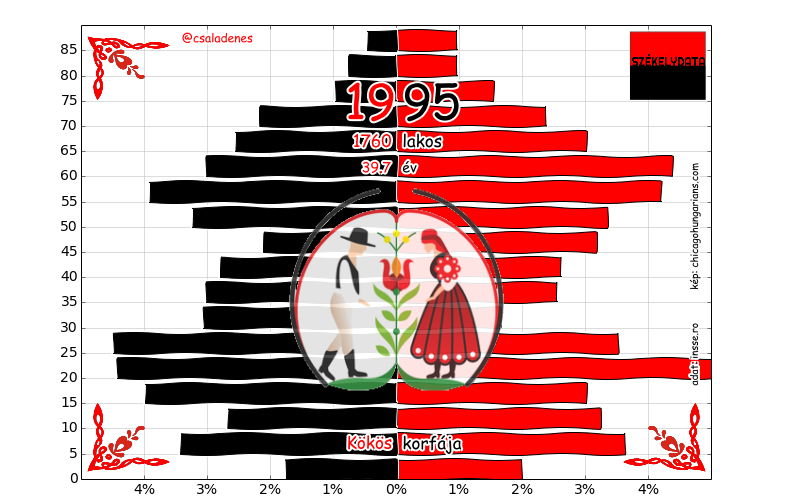 @csaladenes
SZÉKELYDATA
1995
1760 lakos
39.7 év
kép: chicagohungarians.com
adat: insse.ro
Kökös korfája
85
80
75
70
65
60
55
50
45
40
35
30
25
20
15
10
5
0
4% 3% 2% 1% 0% 1% 2% 3% 4%